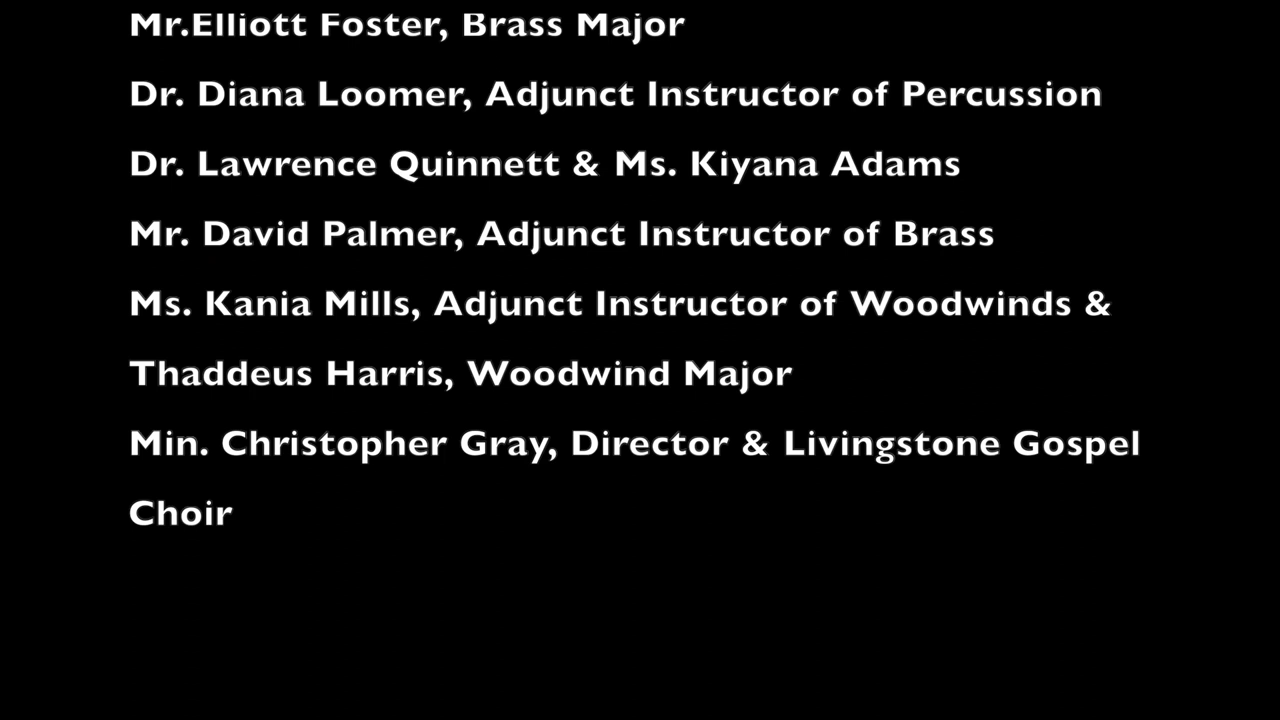 Mr.Elliott Foster, Brass Major
Dr. Diana Loomer, Adjunct Instructor of Percussion
Dr. Lawrence Quinnett & Ms. Kiyana Adams
Mr. David Palmer, Adjunct Instructor of Brass
Ms. Kania Mills, Adjunct Instructor of Woodwinds &
Thaddeus Harris, Woodwind Major
Min. Christopher Gray, Director & Livingstone Gospel
Choir